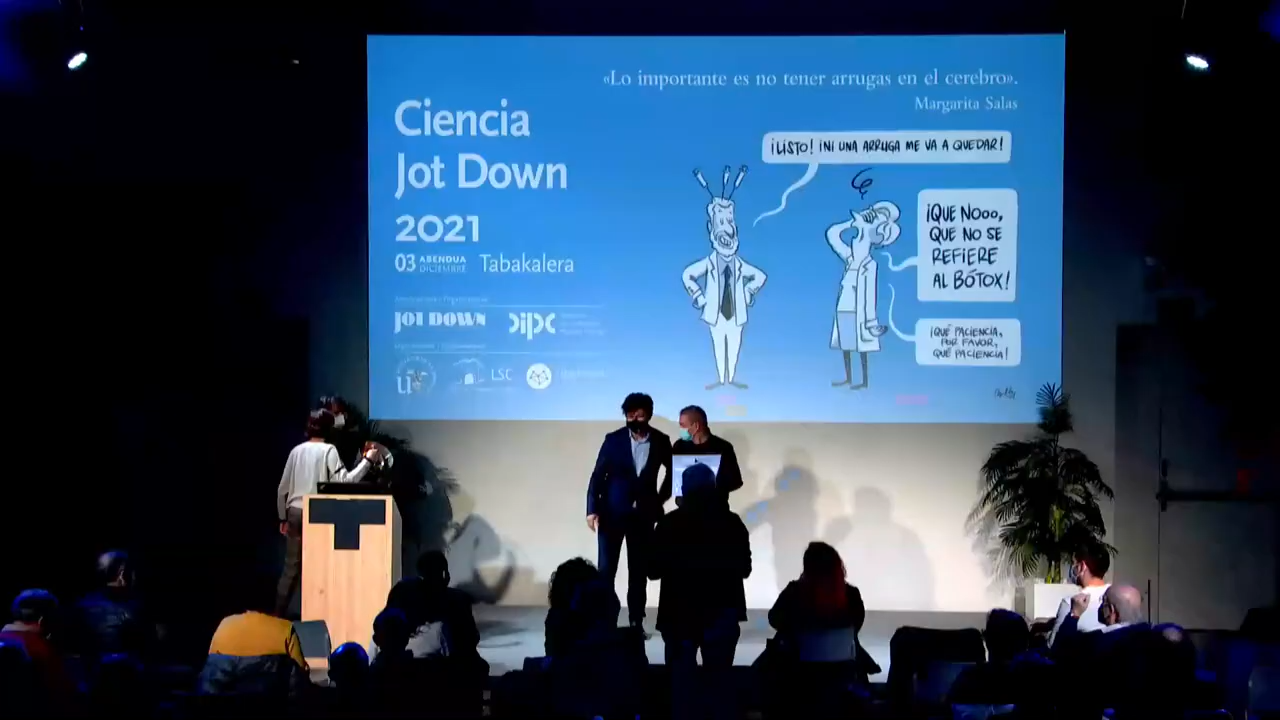 «Lo importante es no tener arrugas en el cerebro».
Margarita Salas
Ciencia
Jot Down
2021
03 ABENDUA
DICIEMBRE
Tabakalera
¡LISTO! ¡NI UNA ARRUGA ME VA A QUEDAR!
¡QUE NOOO,
QUE NO SE
REFIERE
AL BÓTOX!
¡QUÉ PACIENCIA,
POR FAVOR,
QUÉ PACIENCIA!
JOT DOWN
dipc
LSC